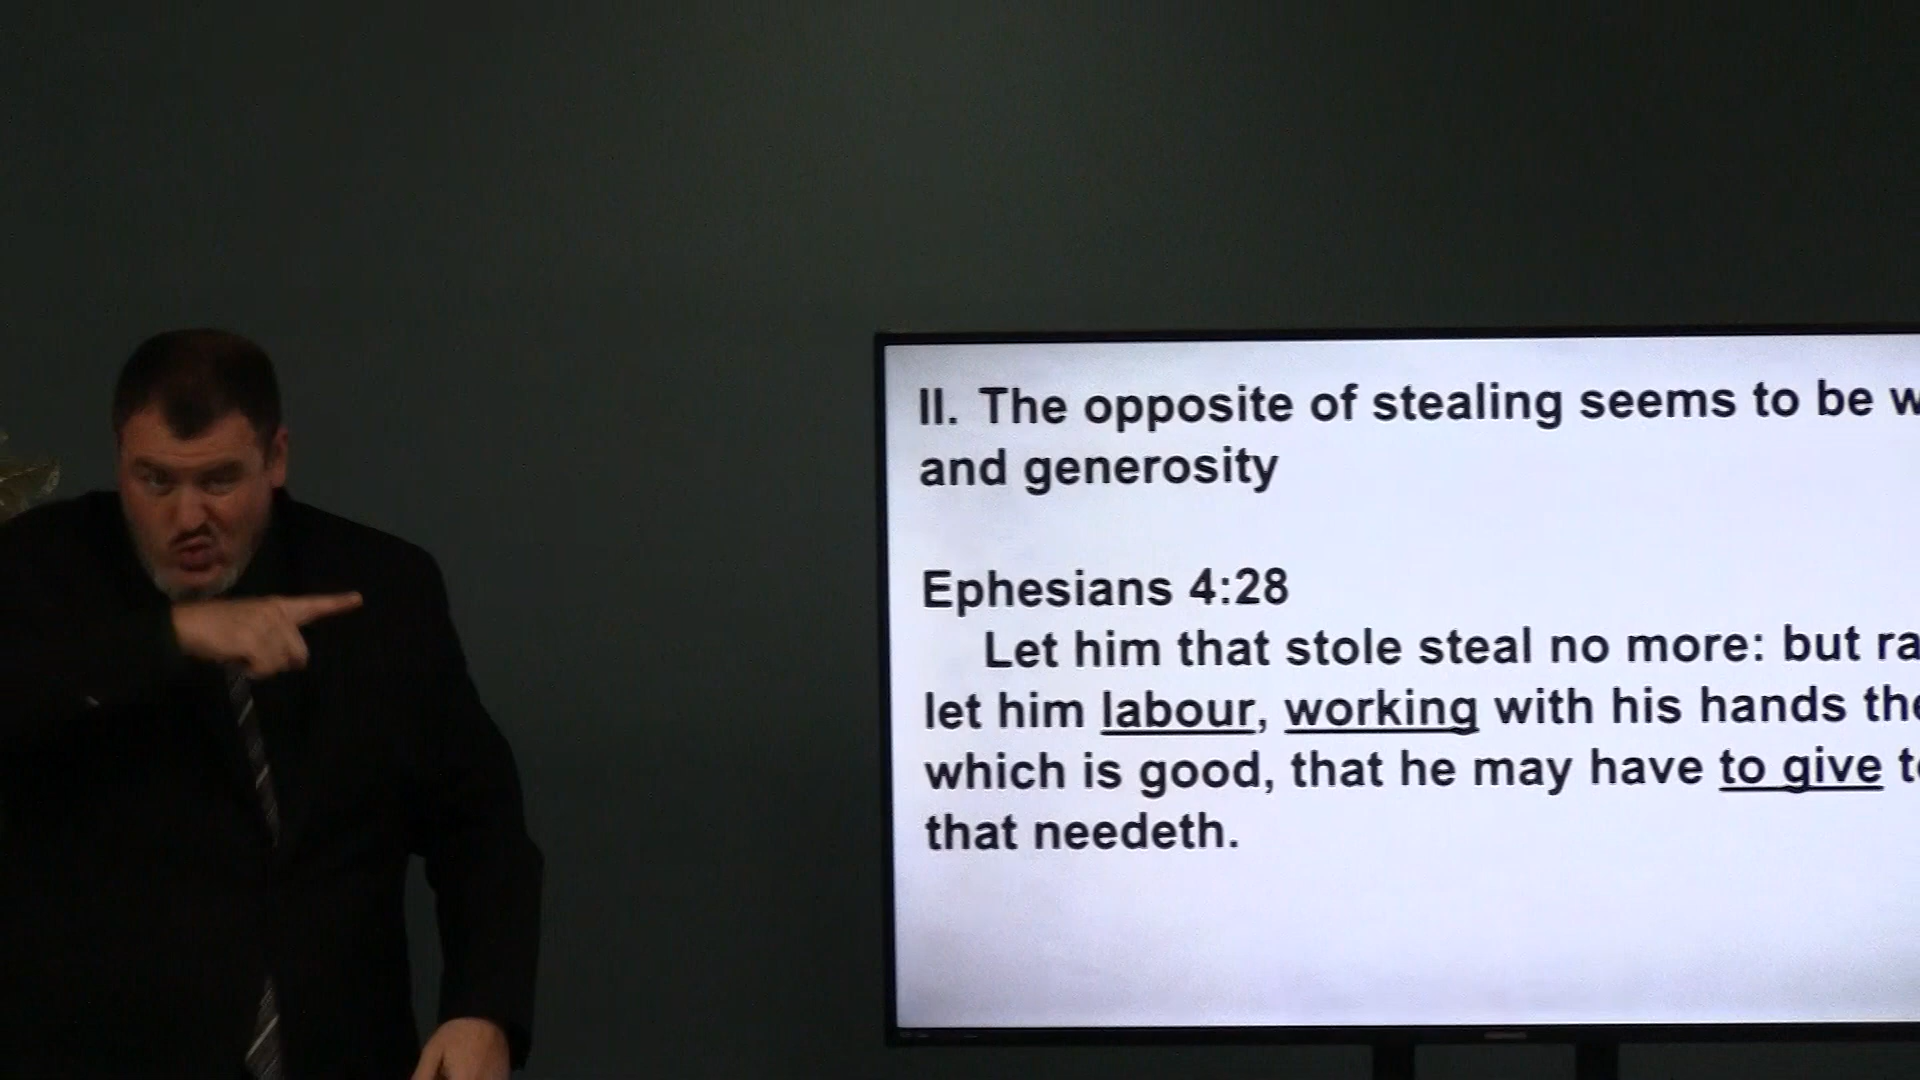 II. The opposite of stealing seems to be
and generosity
Ephesians 4:28
Let him that stole steal no more: but
let him labour, working with his hands
which is good, that he may have to give
that needeth.